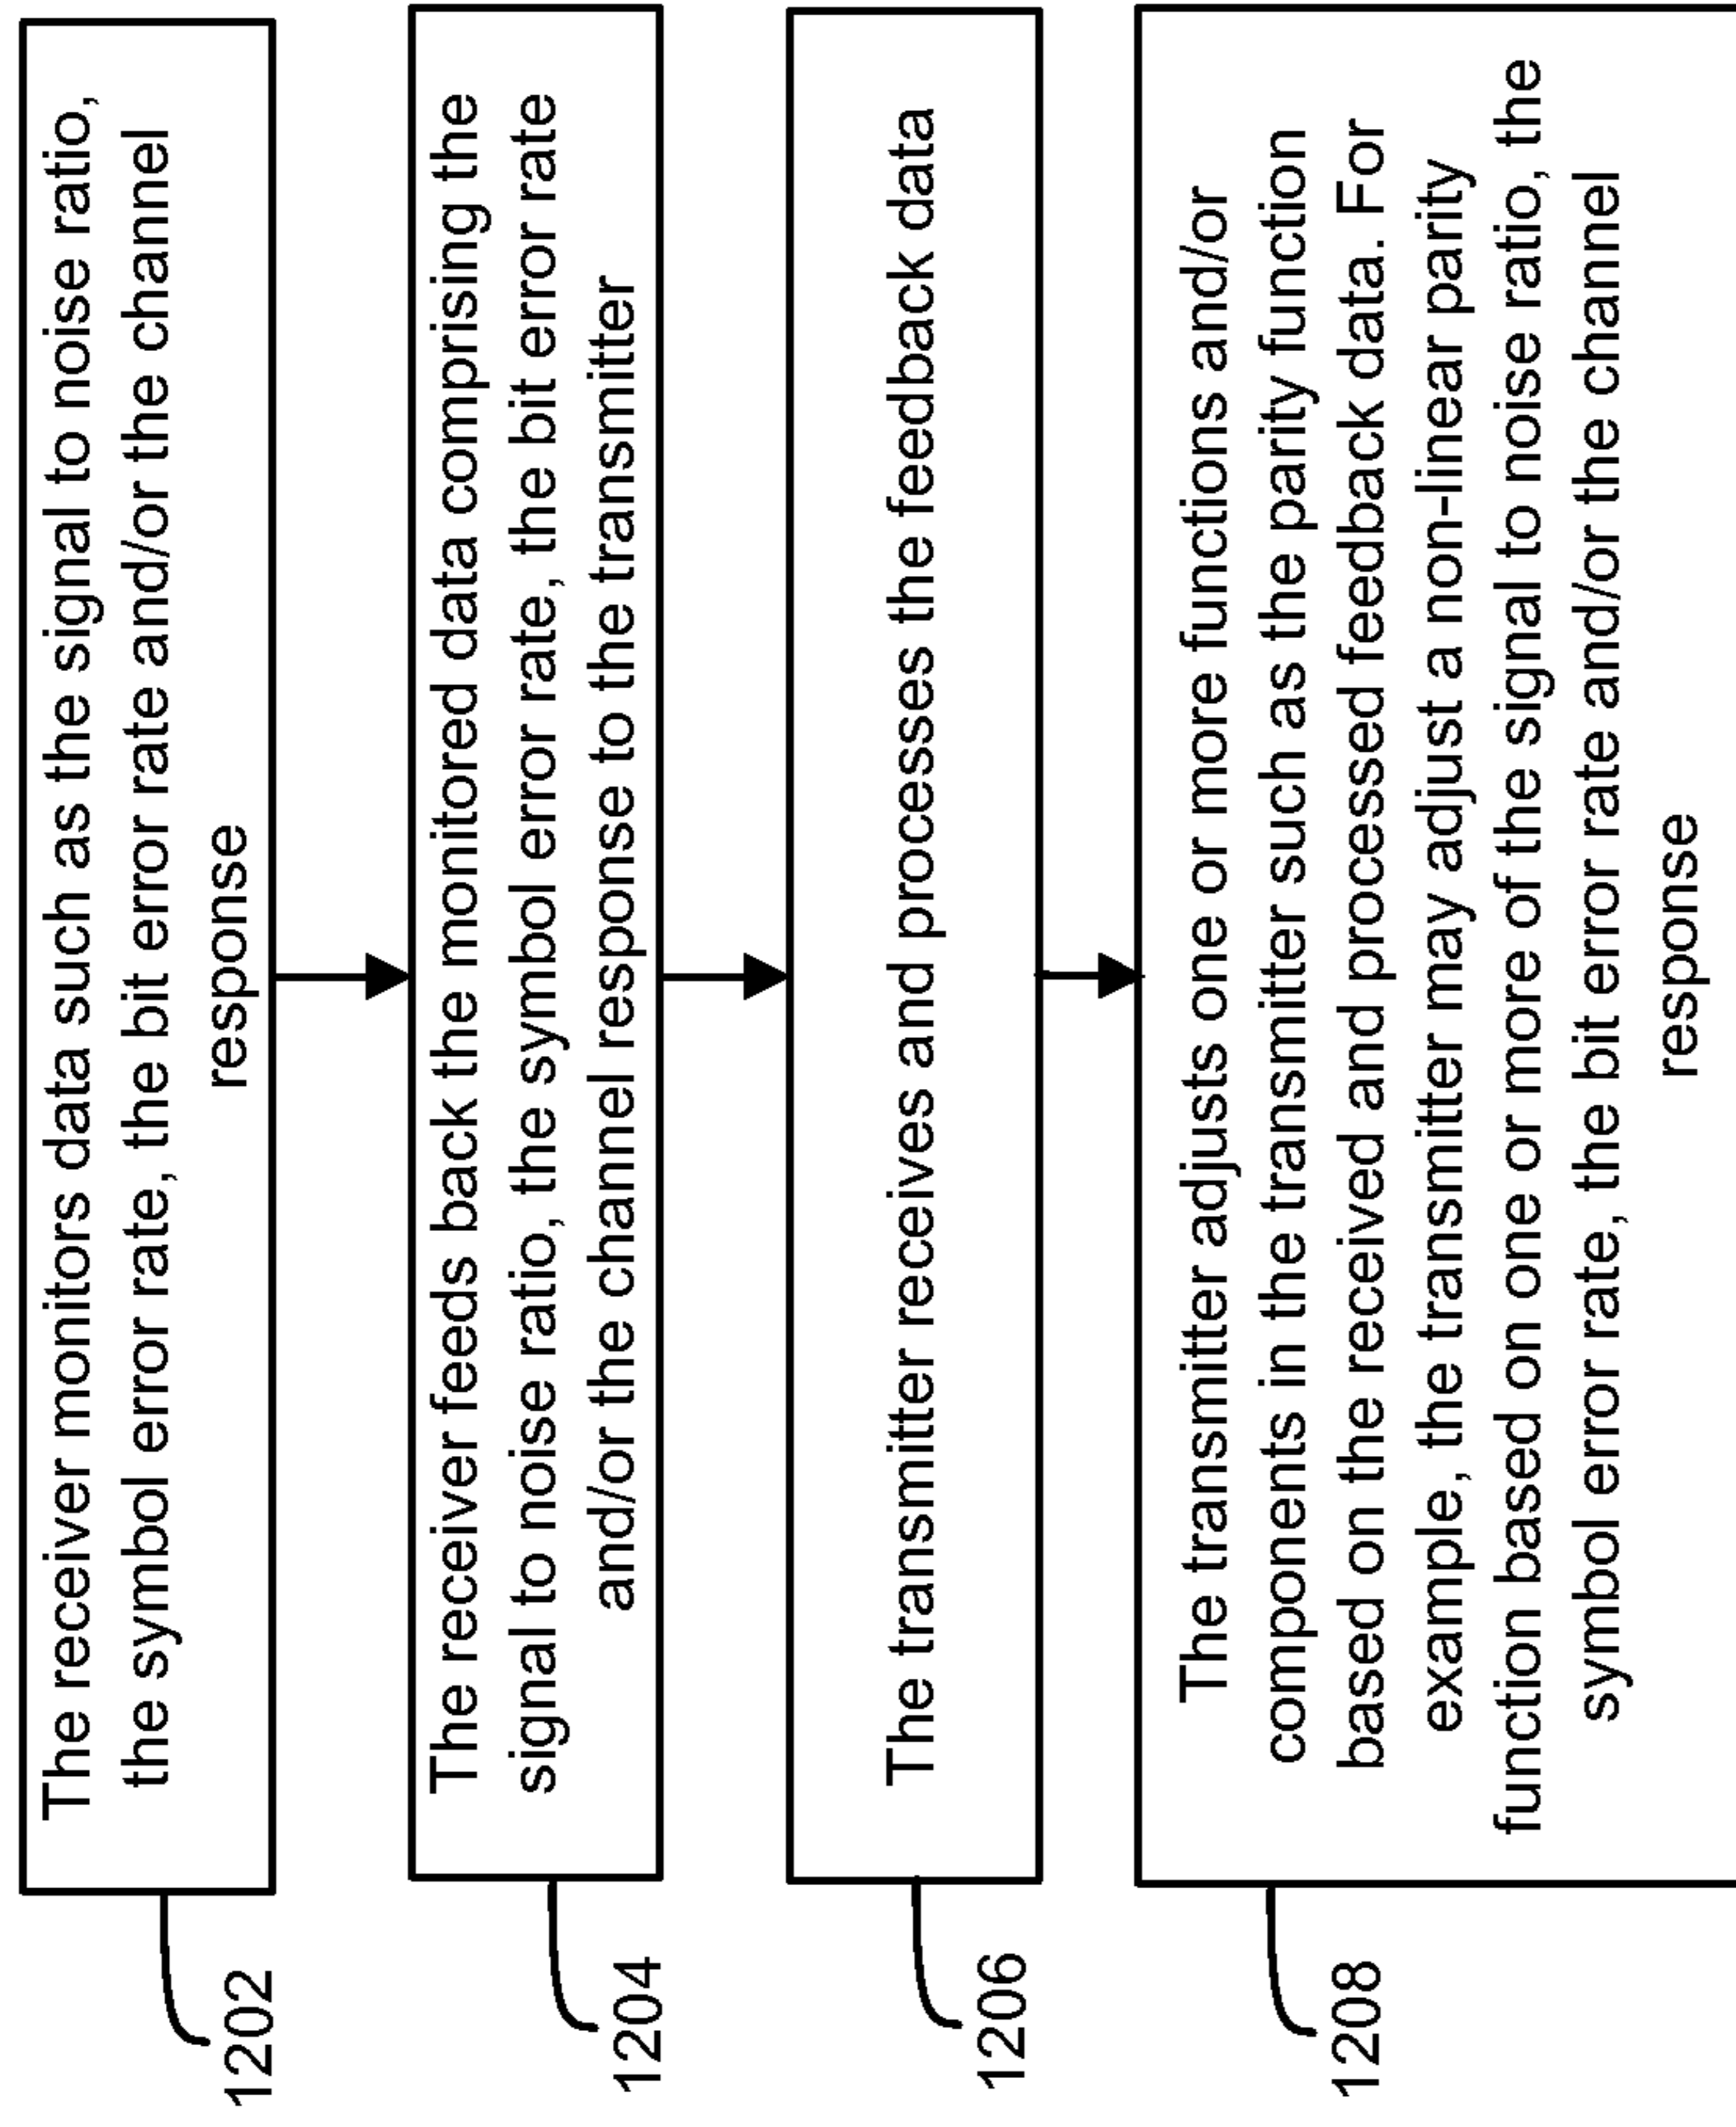 The receiver monitors data such as the signal to noise ratio,
the symbol error rate, the bit error rate and/or the channel
response
1202
The receiver feeds back the monitored data comprising the
signal to noise ratio, the symbol error rate, the bit error rate
and/or the channel response to the transmitter
1204
The transmitter receives and processes the feedback data
1206
The transmitter adjusts one or more functions and/or
components in the transmitter such as the parity function
based on the received and processed feedback data. For
example, the transmitter may adjust a non-linear parity
function based on one or more of the signal to noise ratio, the
symbol error rate, the bit error rate and/or the channel
response
1208